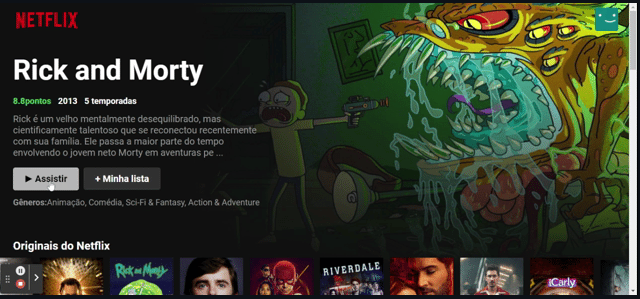 NETFLIX
Rick and Morty
8.8pontos 2013 5 temporadas
Rick é um velho mentalmente desequilibrado, mas
cientificamente talentoso que se reconectou recentemente
com sua família. Ele passa a maior parte do tempo
envolvendo o jovem neto Morty em aventuras pe ...
▶ Assistir + Minha lista
Gêneros:Animação, Comédia, Sci-Fi & Fantasy, Action & Adventure
Originais do Netflix
Rick and Morty
RIVERDALE
iCarly